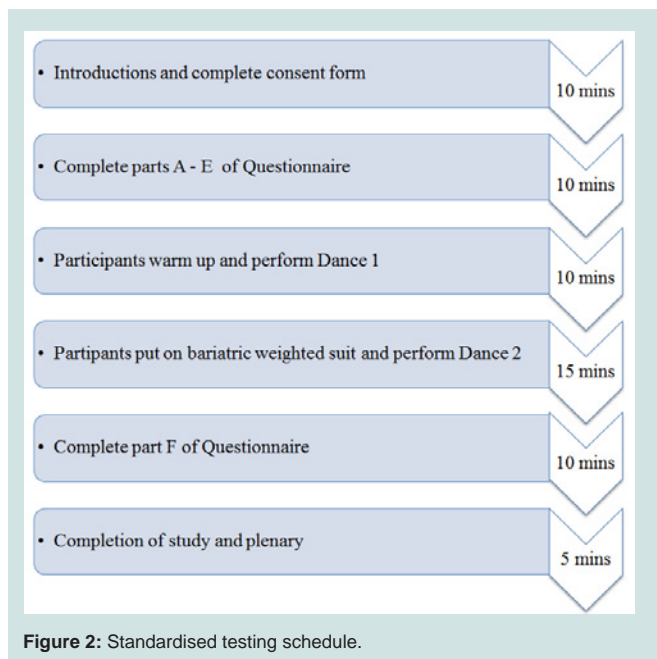 • Introductions and complete consent form
10 mins
• Complete parts A - E of Questionnaire
10 mins
• Participants warm up and perform Dance 1
10 mins
• Partipants put on bariatric weighted suit and perform Dance 2
15 mins
• Complete part F of Questionnaire
10 mins
• Completion of study and plenary
5 mins
Figure 2: Standardised testing schedule.